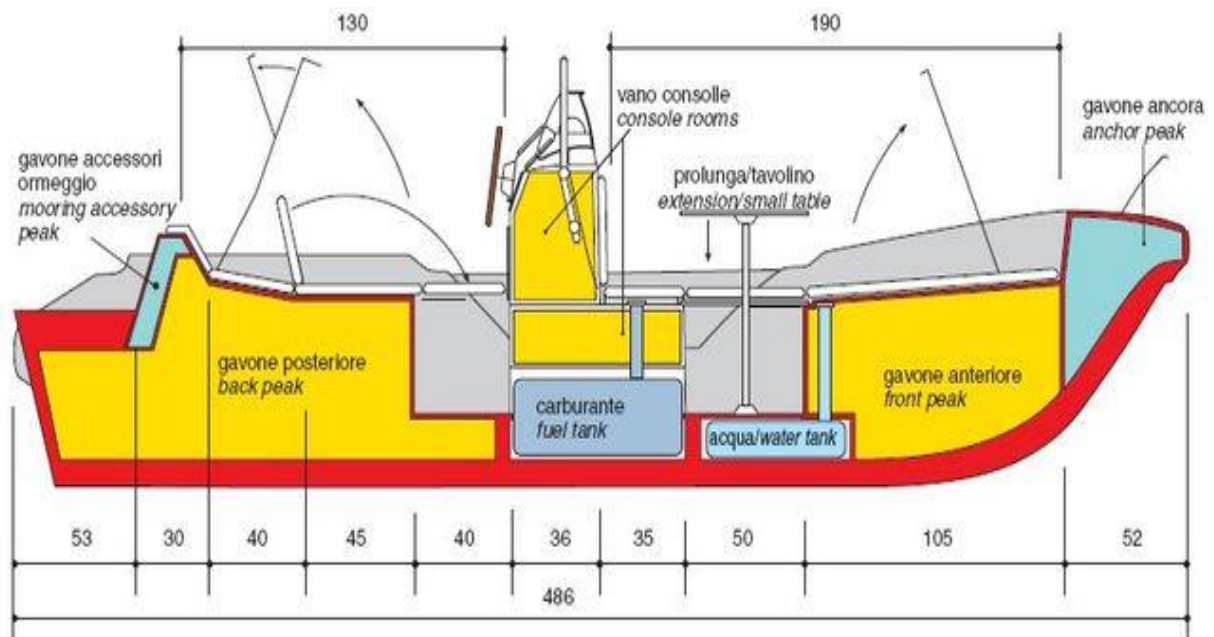 130
190
vano consolle
console rooms
gavone ancora
anchor peak
gavone accessori
ormeggio
mooring accessory
peak
prolunga/tavolino
extension/small table
gavone posteriore
back peak
gavone anteriore
front peak
carburante
fuel tank
acqua/water tank
53
30
40
45
40
36
35
50
105
52
486